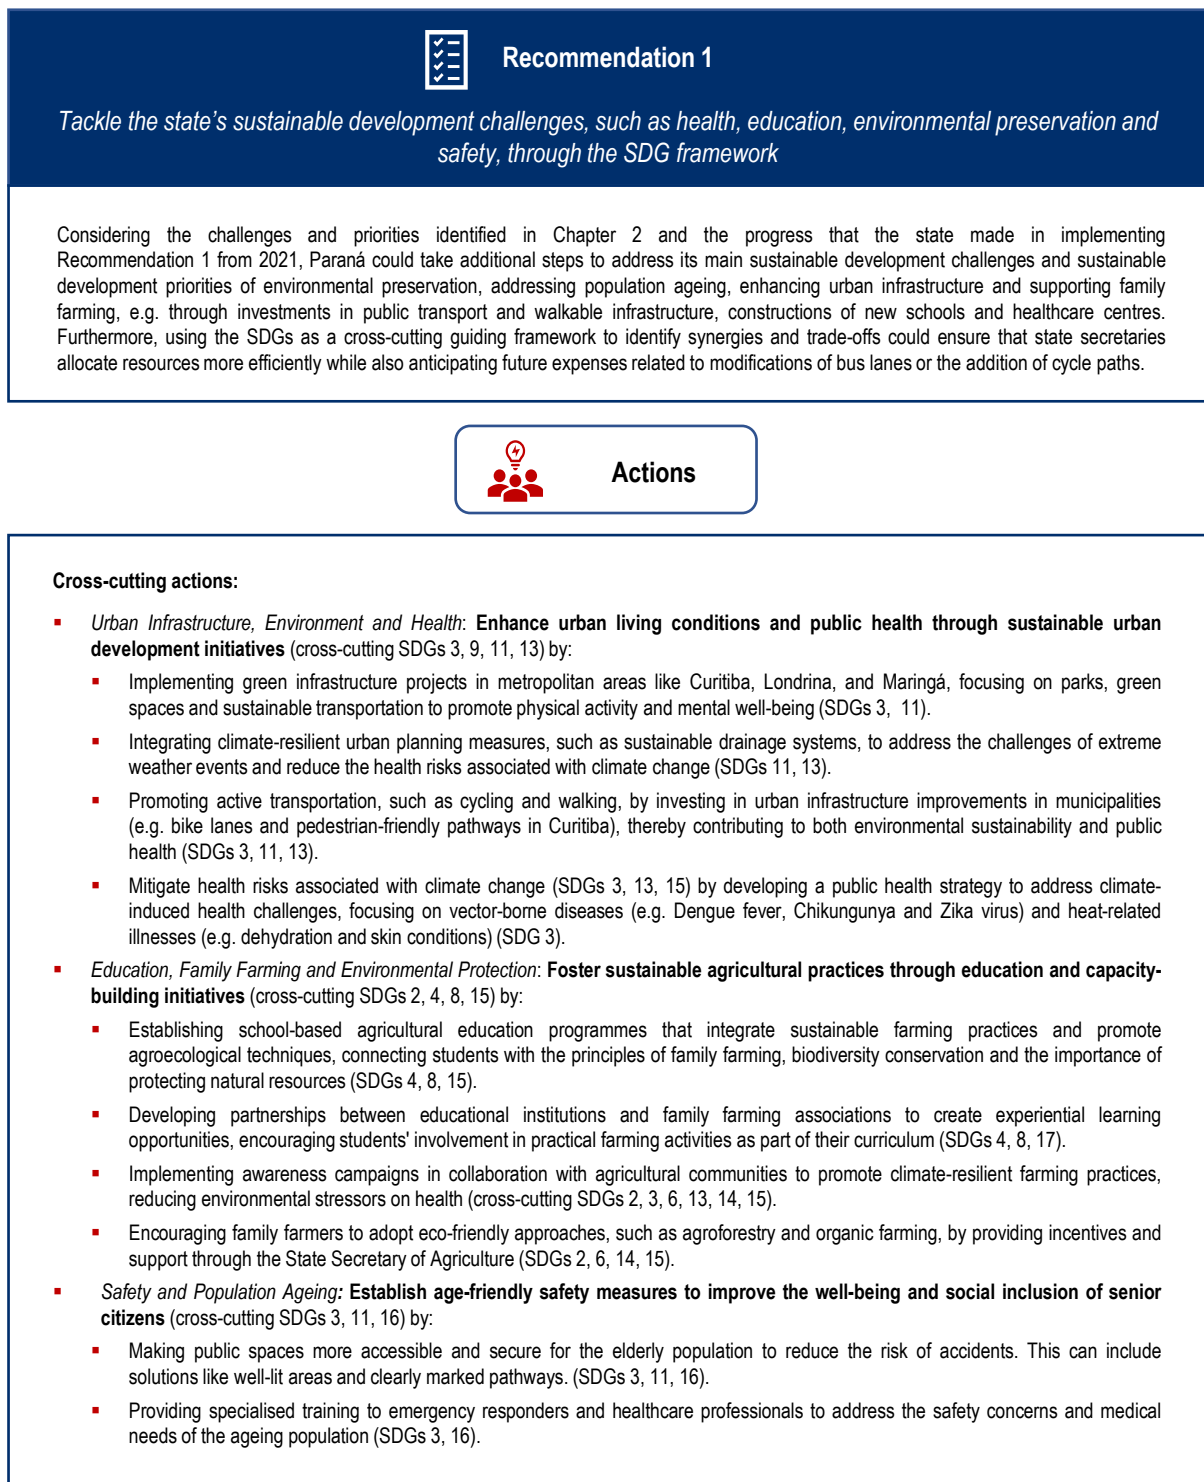 Recommendation 1
Tackle the state's sustainable development challenges, such as health, education, environmental preservation and
safety, through the SDG framework
Considering the challenges and priorities identified in Chapter 2 and the progress that the state made in implementing
Recommendation 1 from 2021, Paraná could take additional steps to address its main sustainable development challenges and sustainable
development priorities of environmental preservation, addressing population ageing, enhancing urban infrastructure and supporting family
farming, e.g. through investments in public transport and walkable infrastructure, constructions of new schools and healthcare centres.
Furthermore, using the SDGs as a cross-cutting guiding framework to identify synergies and trade-offs could ensure that state secretaries
allocate resources more efficiently while also anticipating future expenses related to modifications of bus lanes or the addition of cycle paths.
Actions
Cross-cutting actions:
▪ Urban Infrastructure, Environment and Health: Enhance urban living conditions and public health through sustainable urban
development initiatives (cross-cutting SDGs 3, 9, 11, 13) by:
▪ Implementing green infrastructure projects in metropolitan areas like Curitiba, Londrina, and Maringá, focusing on parks, green
spaces and sustainable transportation to promote physical activity and mental well-being (SDGs 3, 11).
▪ Integrating climate-resilient urban planning measures, such as sustainable drainage systems, to address the challenges of extreme
weather events and reduce the health risks associated with climate change (SDGs 11, 13).
▪ Promoting active transportation, such as cycling and walking, by investing in urban infrastructure improvements in municipalities
(e.g. bike lanes and pedestrian-friendly pathways in Curitiba), thereby contributing to both environmental sustainability and public
health (SDGs 3, 11, 13).
▪ Mitigate health risks associated with climate change (SDGs 3, 13, 15) by developing a public health strategy to address climate-
induced health challenges, focusing on vector-borne diseases (e.g. Dengue fever, Chikungunya and Zika virus) and heat-related
illnesses (e.g. dehydration and skin conditions) (SDG 3).
▪ Education, Family Farming and Environmental Protection: Foster sustainable agricultural practices through education and capacity-
building initiatives (cross-cutting SDGs 2, 4, 8, 15) by:
▪ Establishing school-based agricultural education programmes that integrate sustainable farming practices and promote
agroecological techniques, connecting students with the principles of family farming, biodiversity conservation and the importance of
protecting natural resources (SDGs 4, 8, 15).
▪ Developing partnerships between educational institutions and family farming associations to create experiential learning
opportunities, encouraging students' involvement in practical farming activities as part of their curriculum (SDGs 4, 8, 17).
▪ Implementing awareness campaigns in collaboration with agricultural communities to promote climate-resilient farming practices,
reducing environmental stressors on health (cross-cutting SDGs 2, 3, 6, 13, 14, 15).
▪ Encouraging family farmers to adopt eco-friendly approaches, such as agroforestry and organic farming, by providing incentives and
support through the State Secretary of Agriculture (SDGs 2, 6, 14, 15).
▪ Safety and Population Ageing: Establish age-friendly safety measures to improve the well-being and social inclusion of senior
citizens (cross-cutting SDGs 3, 11, 16) by:
▪ Making public spaces more accessible and secure for the elderly population to reduce the risk of accidents. This can include
solutions like well-lit areas and clearly marked pathways. (SDGs 3, 11, 16).
▪ Providing specialised training to emergency responders and healthcare professionals to address the safety concerns and medical
needs of the ageing population (SDGs 3, 16).